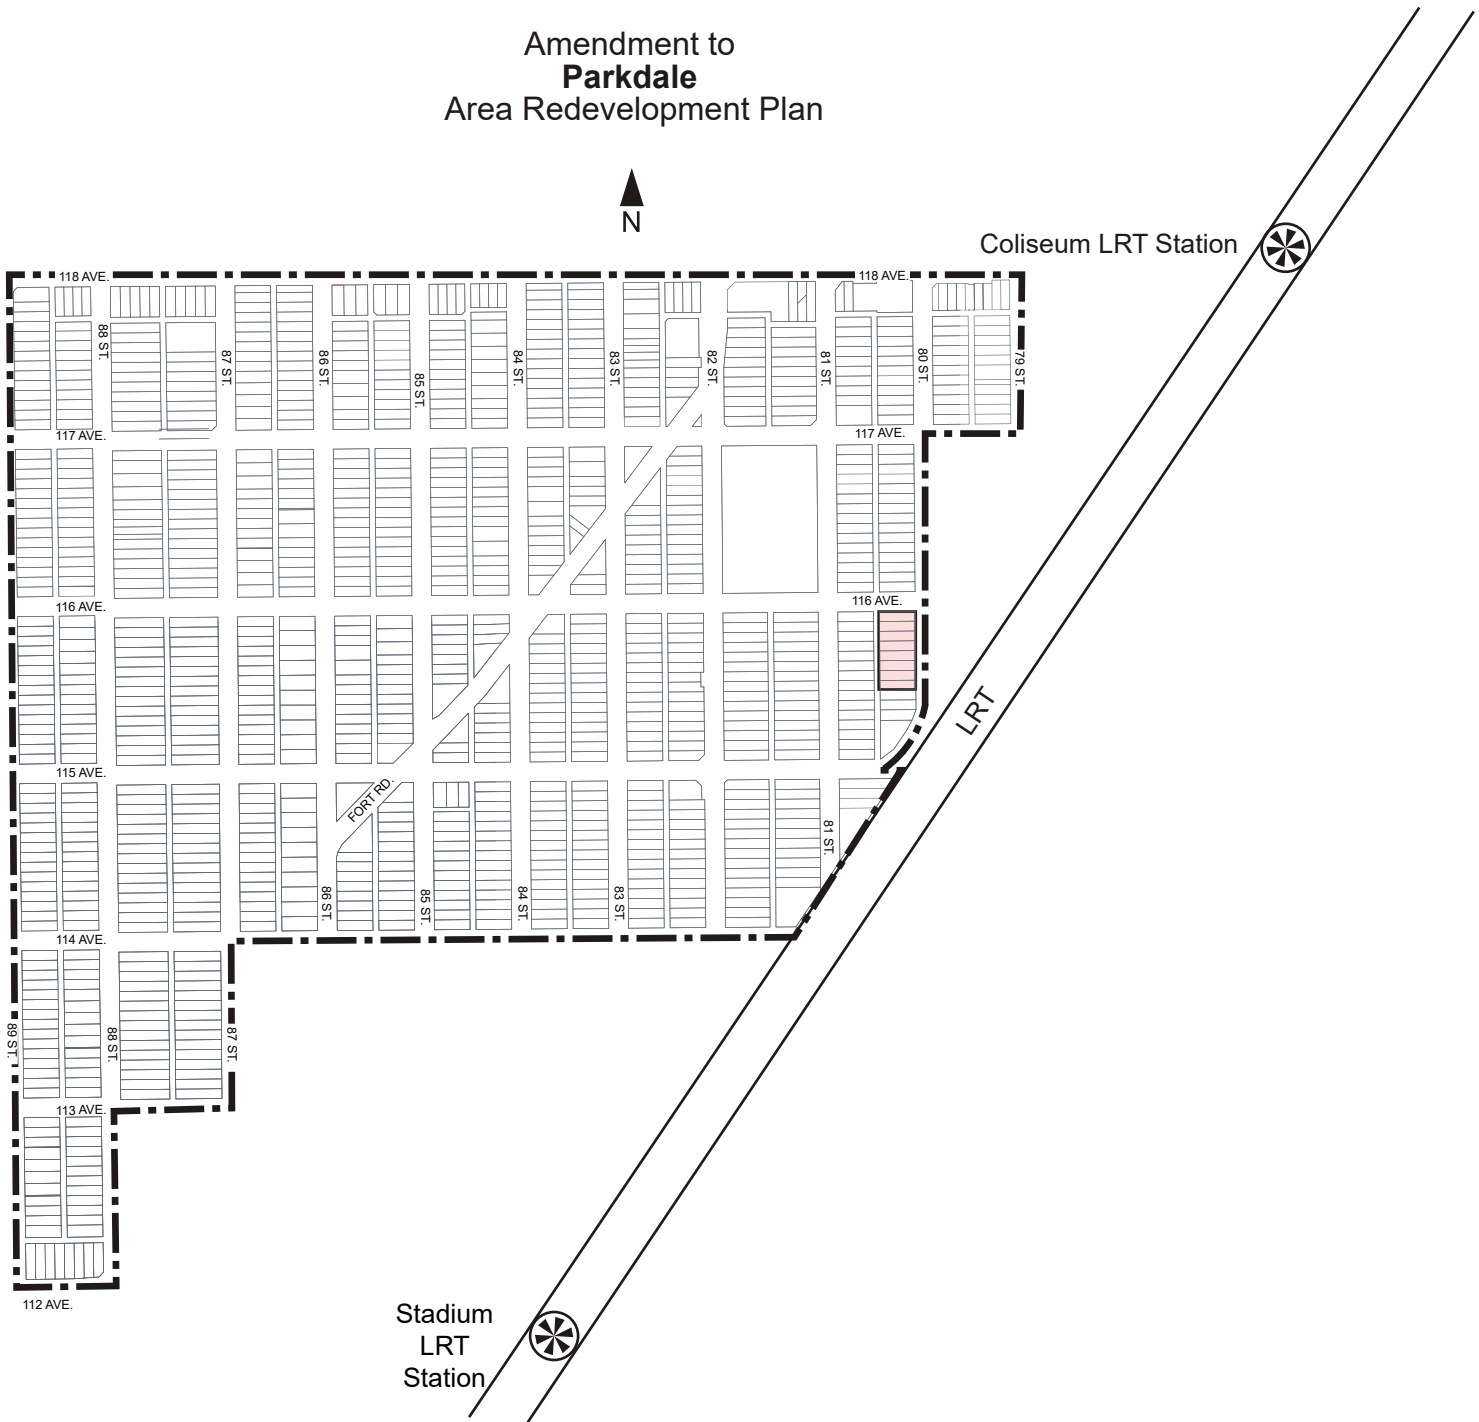 Amendment to
Parkdale
Area Redevelopment Plan
N
Coliseum LRT Station
118 AVE.
118 AVE.
88 ST.
87 ST.
86 ST.
85 ST.
84 ST.
83 ST.
82 ST.
81 ST.
80 ST.
79 ST.
117 AVE.
117 AVE.
116 AVE.
116 AVE.
LRT
115 AVE.
FORT RD.
81 ST.
86 ST.
85 ST.
84 ST.
83 ST.
114 AVE.
89 ST.
88 ST.
87 ST.
113 AVE.
112 AVE.
Stadium
LRT
Station